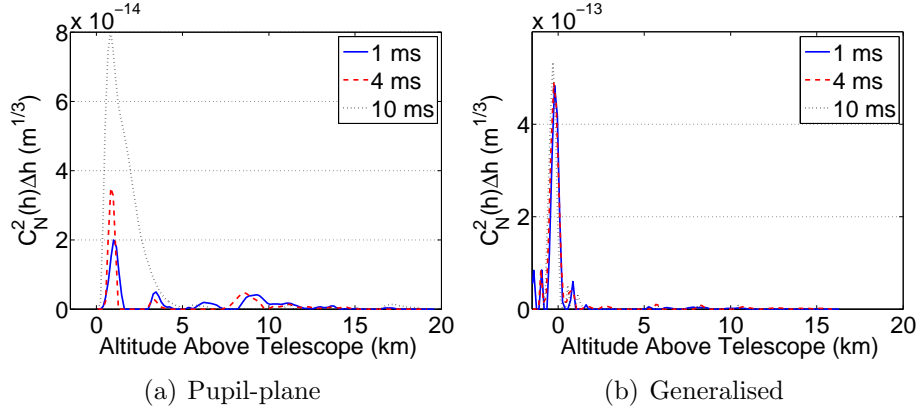 x 10^{-14}
8
6
4
2
0
C_N^2(h)Δh (m^{1/3})
1 ms
4 ms
10 ms
0 5 10 15 20
Altitude Above Telescope (km)
(a) Pupil-plane
x 10^{-13}
4
2
0
C_N^2(h)Δh (m^{1/3})
1 ms
4 ms
10 ms
0 5 10 15 20
Altitude Above Telescope (km)
(b) Generalised